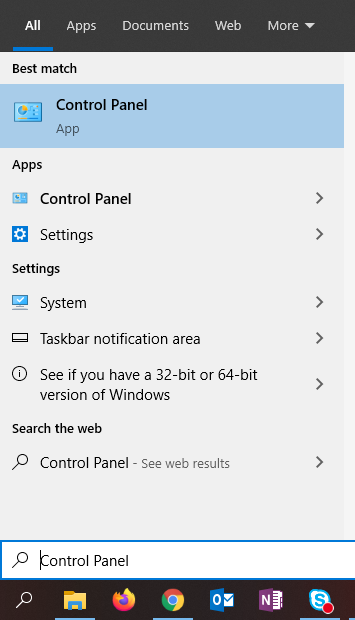 All Apps Documents Web More
Best match
Control Panel
App
Apps
Control Panel
Settings
Settings
System
Taskbar notification area
See if you have a 32-bit or 64-bit
version of Windows
Search the web
Control Panel - See web results
Control Panel